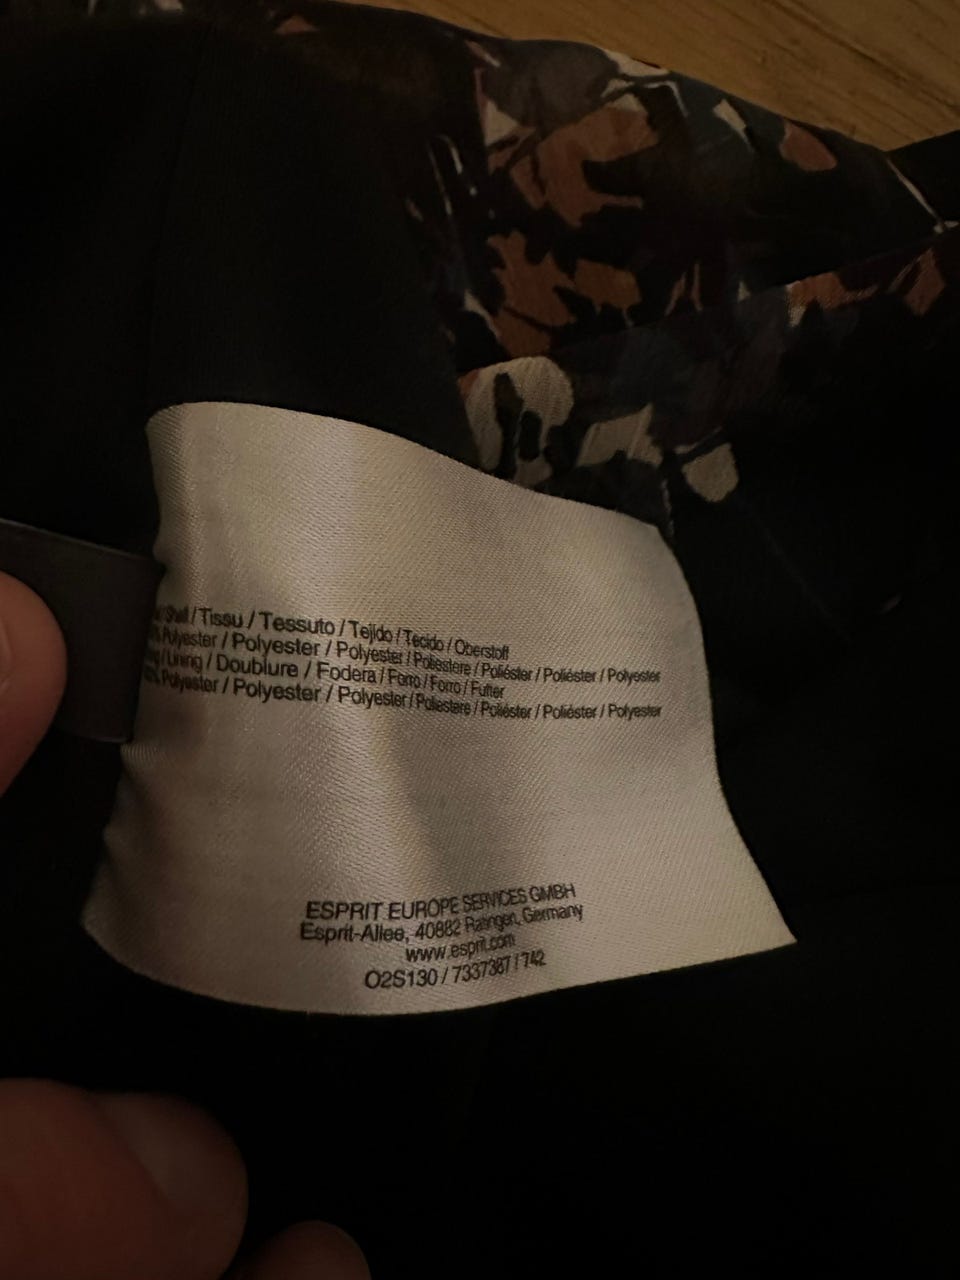 Shell / Tissu / Tessuto / Tejido / Tecido / Oberstoff
Polyester / Polyester / Polyester / Poliestere / Poliéster / Poliéster / Polyester
Lining / Doublure / Fodera / Forro / Forro / Futter
Polyester / Polyester / Polyester / Poliestere / Poliéster / Poliéster / Polyester
ESPRIT EUROPE SERVICES GMBH
Esprit-Allee, 40882 Ratingen, Germany
www.esprit.com
O2S130 / 7337387 / 742